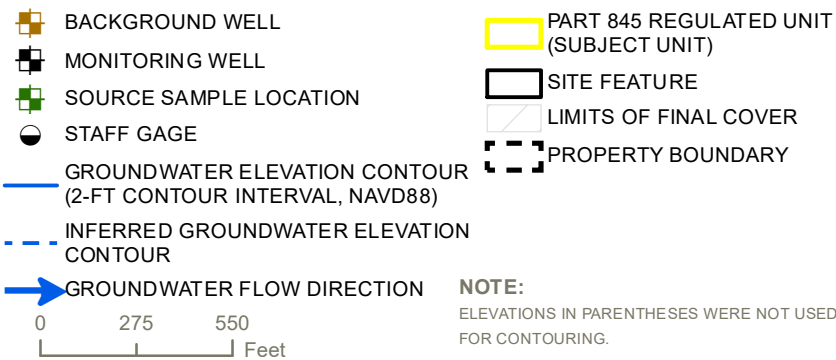 BACKGROUND WELL
MONITORING WELL
SOURCE SAMPLE LOCATION
STAFF GAGE
GROUNDWATER ELEVATION CONTOUR
(2-FT CONTOUR INTERVAL, NAVD88)
INFERRED GROUNDWATER ELEVATION
CONTOUR
GROUNDWATER FLOW DIRECTION
0 275 550
Feet
PART 845 REGULATED UNIT
(SUBJECT UNIT)
SITE FEATURE
LIMITS OF FINAL COVER
PROPERTY BOUNDARY
NOTE:
ELEVATIONS IN PARENTHESES WERE NOT USED
FOR CONTOURING.